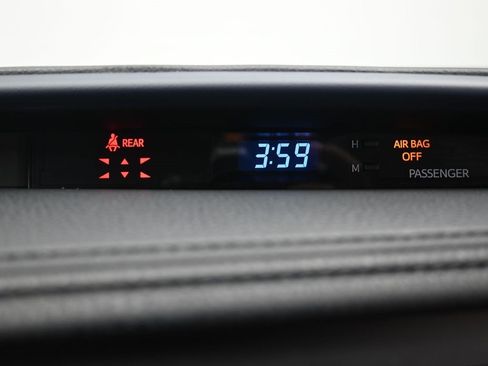 REAR
3:59
H
M
AIR BAG
OFF
PASSENGER